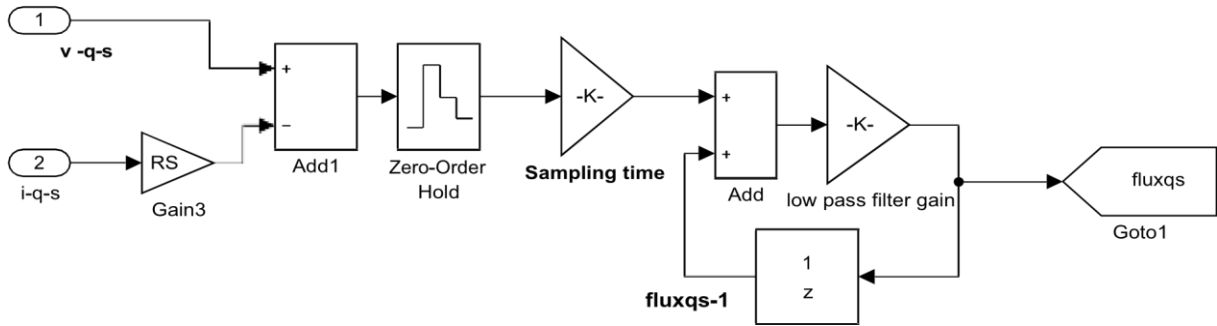 1
v -q-s
+
−
2
RS
i-q-s
Gain3
Add1
Zero-Order
Hold
-K-
Sampling time
+
+
Add
-K-
low pass filter gain
fluxqs
Goto1
1
z
fluxqs-1